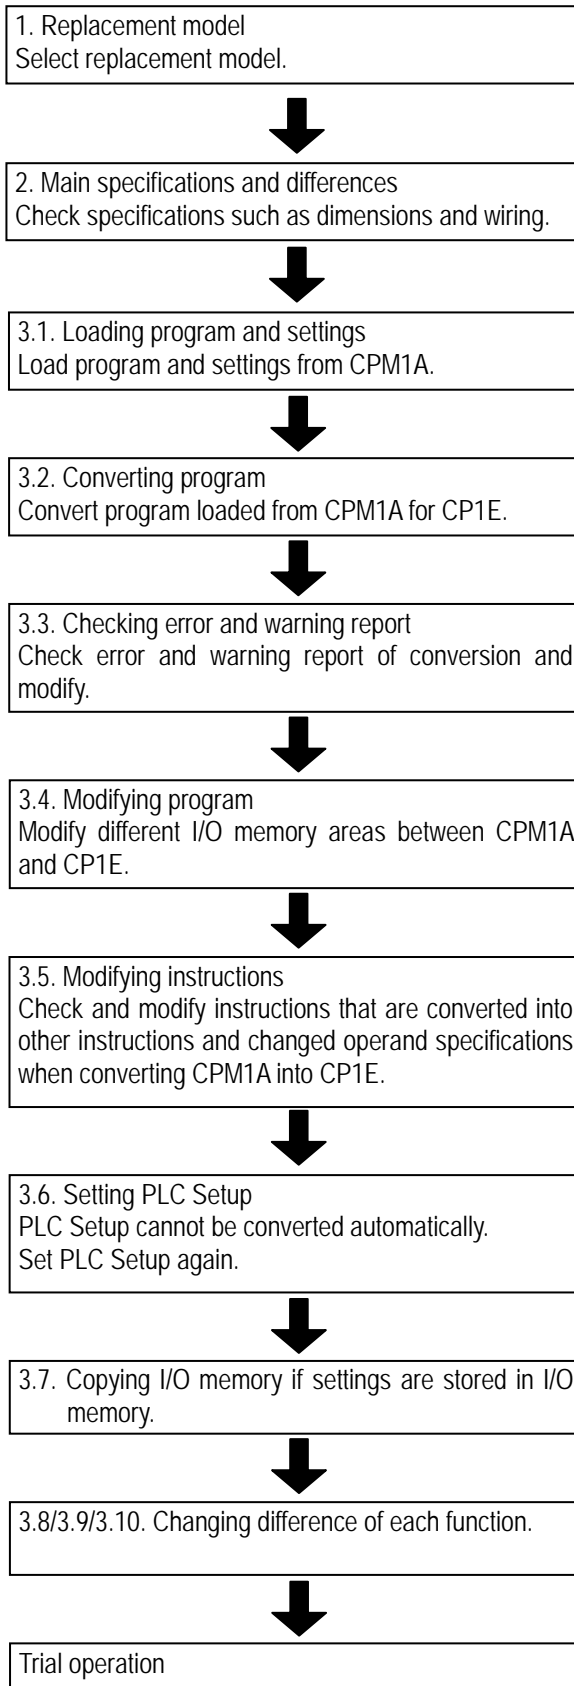 1. Replacement model
Select replacement model.
2. Main specifications and differences
Check specifications such as dimensions and wiring.
3.1. Loading program and settings
Load program and settings from CPM1A.
3.2. Converting program
Convert program loaded from CPM1A for CP1E.
3.3. Checking error and warning report
Check error and warning report of conversion and
modify.
3.4. Modifying program
Modify different I/O memory areas between CPM1A
and CP1E.
3.5. Modifying instructions
Check and modify instructions that are converted into
other instructions and changed operand specifications
when converting CPM1A into CP1E.
3.6. Setting PLC Setup
PLC Setup cannot be converted automatically.
Set PLC Setup again.
3.7. Copying I/O memory if settings are stored in I/O
memory.
3.8/3.9/3.10. Changing difference of each function.
Trial operation